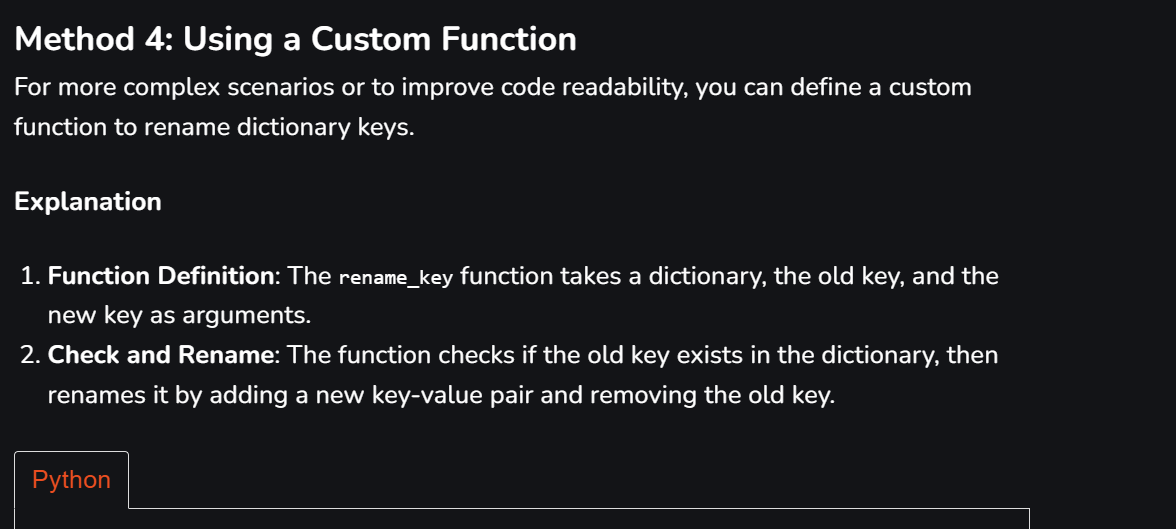 Method 4: Using a Custom Function
For more complex scenarios or to improve code readability, you can define a custom
function to rename dictionary keys.
Explanation
1. Function Definition: The rename_key function takes a dictionary, the old key, and the
new key as arguments.
2. Check and Rename: The function checks if the old key exists in the dictionary, then
renames it by adding a new key-value pair and removing the old key.
Python